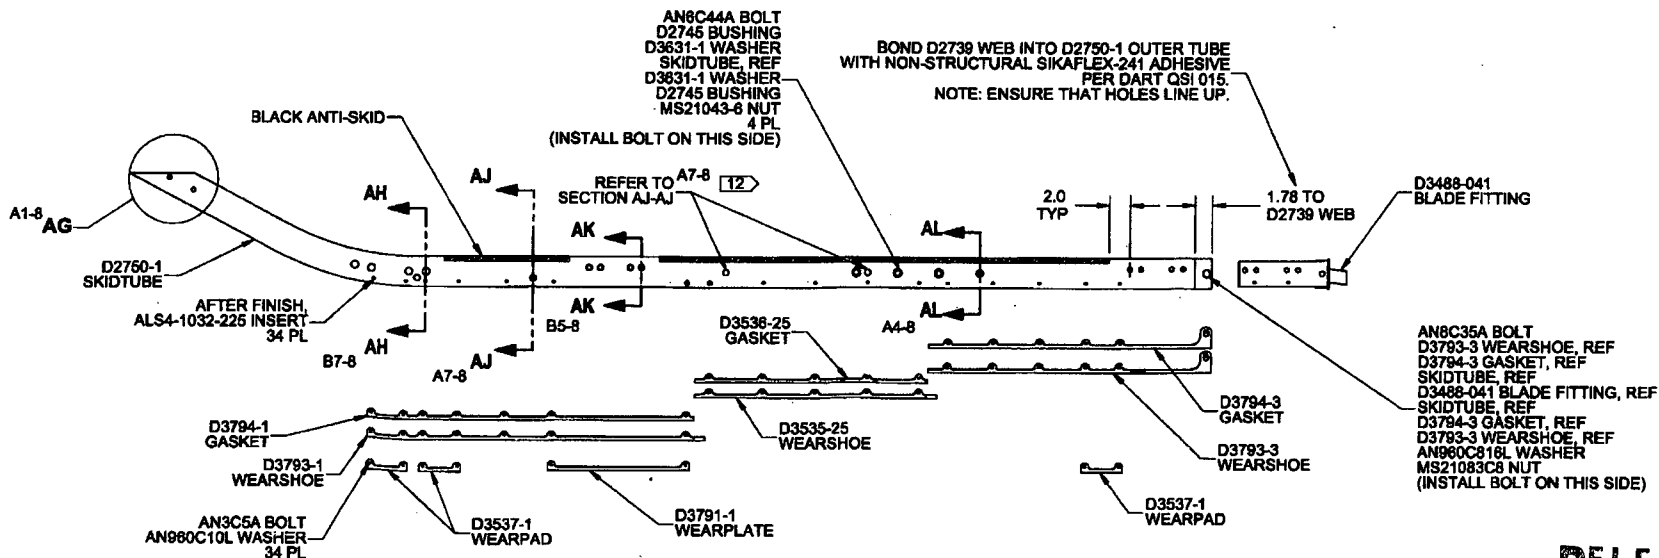 AN6C44A BOLT
D2745 BUSHING
D3631-1 WASHER
SKIDTUBE, REF
D3631-1 WASHER
D2745 BUSHING
MS21043-6 NUT
4 PL
(INSTALL BOLT ON THIS SIDE)
BOND D2739 WEB INTO D2750-1 OUTER TUBE
WITH NON-STRUCTURAL SIKAFLEX-241 ADHESIVE
PER DART QSI 015.
NOTE: ENSURE THAT HOLES LINE UP.
BLACK ANTI-SKID
REFER TO
SECTION AJ-AJ
A7-8
12
2.0
TYP
1.78 TO
D2739 WEB
D3488-041
BLADE FITTING
A1-8
AG
AH
AJ
AK
AL
D2750-1
SKIDTUBE
AFTER FINISH,
ALS4-1032-225 INSERT
34 PL
AH
B7-8
AJ
A7-8
B5-8
AK
A4-8
AL
D3536-25
GASKET
D3535-25
WEARSHOE
D3794-3
GASKET
D3793-3
WEARSHOE
AN8C35A BOLT
D3793-3 WEARSHOE, REF
D3794-3 GASKET, REF
SKIDTUBE, REF
D3488-041 BLADE FITTING, REF
SKIDTUBE, REF
D3794-3 GASKET, REF
D3793-3 WEARSHOE, REF
AN960C816L WASHER
MS21083C8 NUT
(INSTALL BOLT ON THIS SIDE)
D3794-1
GASKET
D3793-1
WEARSHOE
AN3C5A BOLT
AN960C10L WASHER
34 PL
D3537-1
WEARPAD
D3791-1
WEARPLATE
D3537-1
WEARPAD